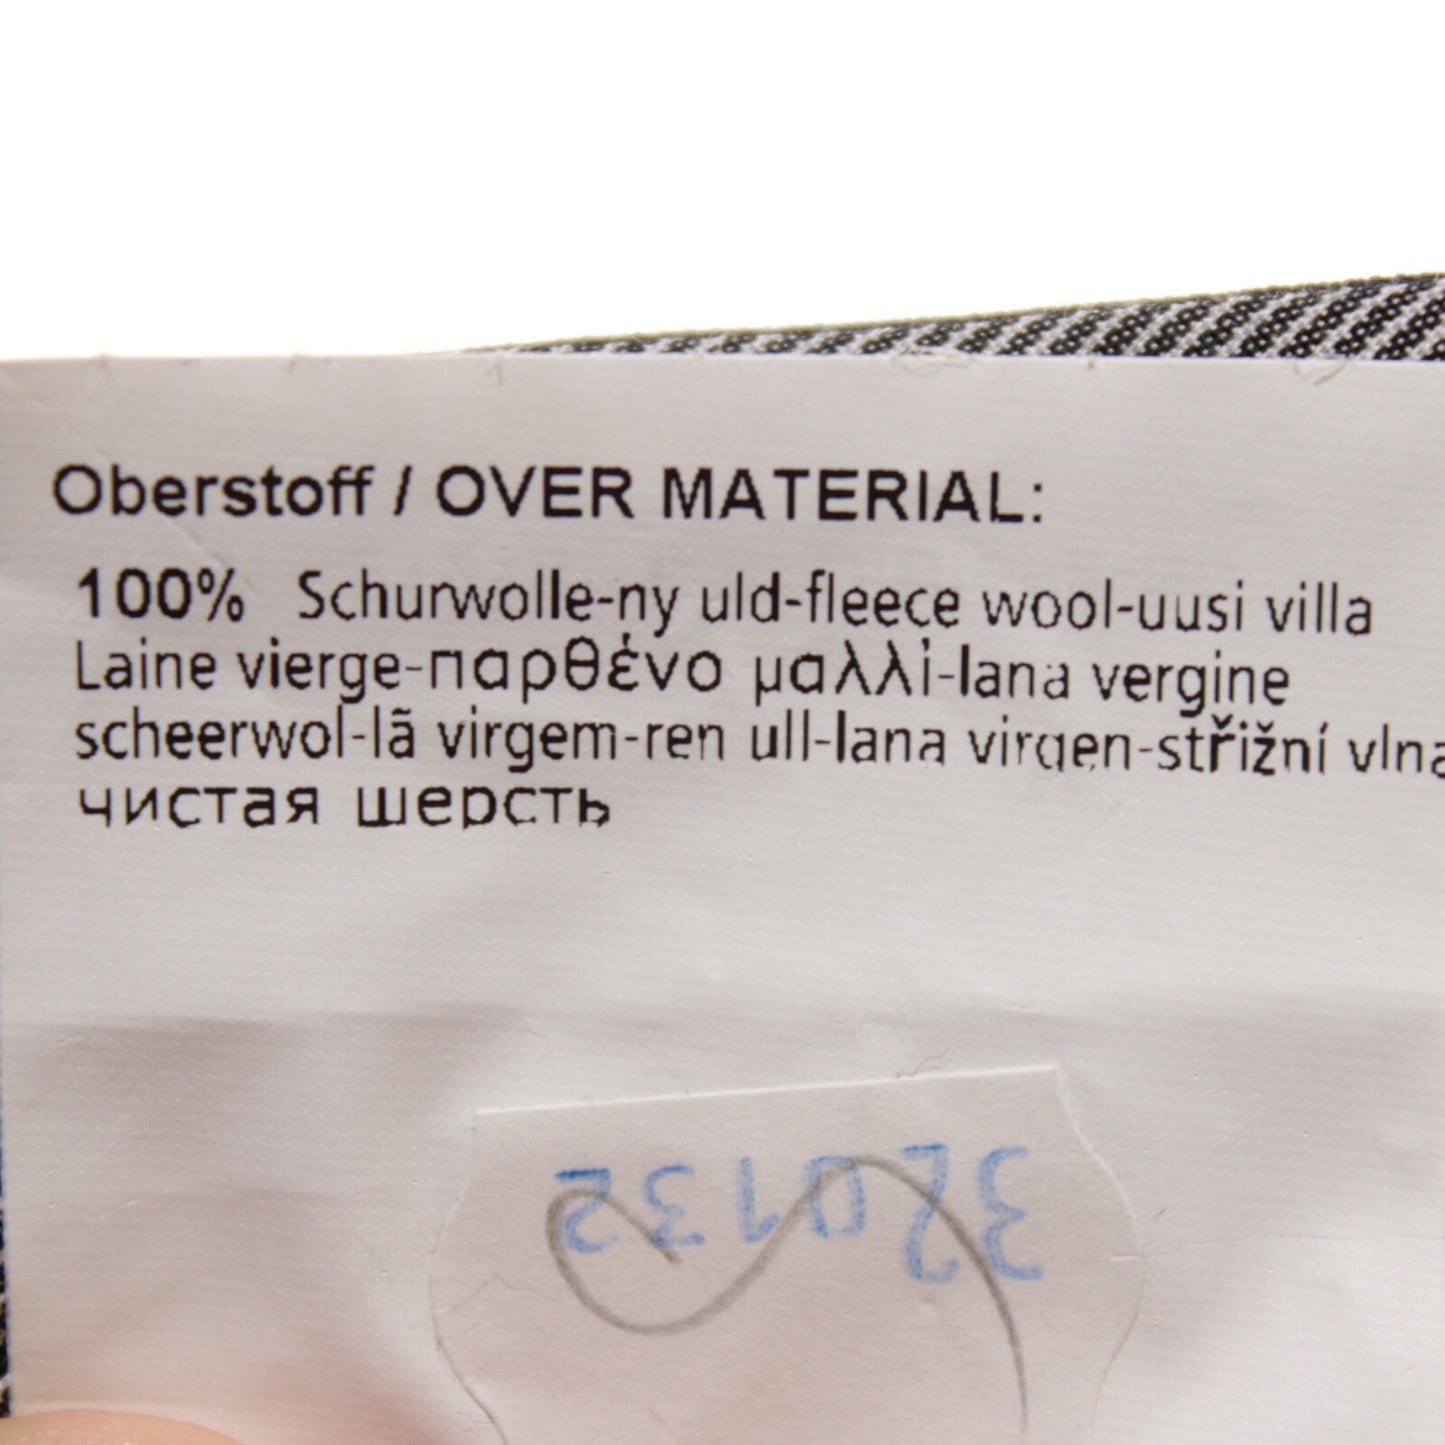 Oberstoff / OVER MATERIAL:
100% Schurwolle-ny uld-fleece wool-uusi villa
Laine vierge-παρθένο μαλλί-lana vergine
scheerwol-lã virgem-ren ull-lana virgen-střižní vlna
чистая шерсть
320132